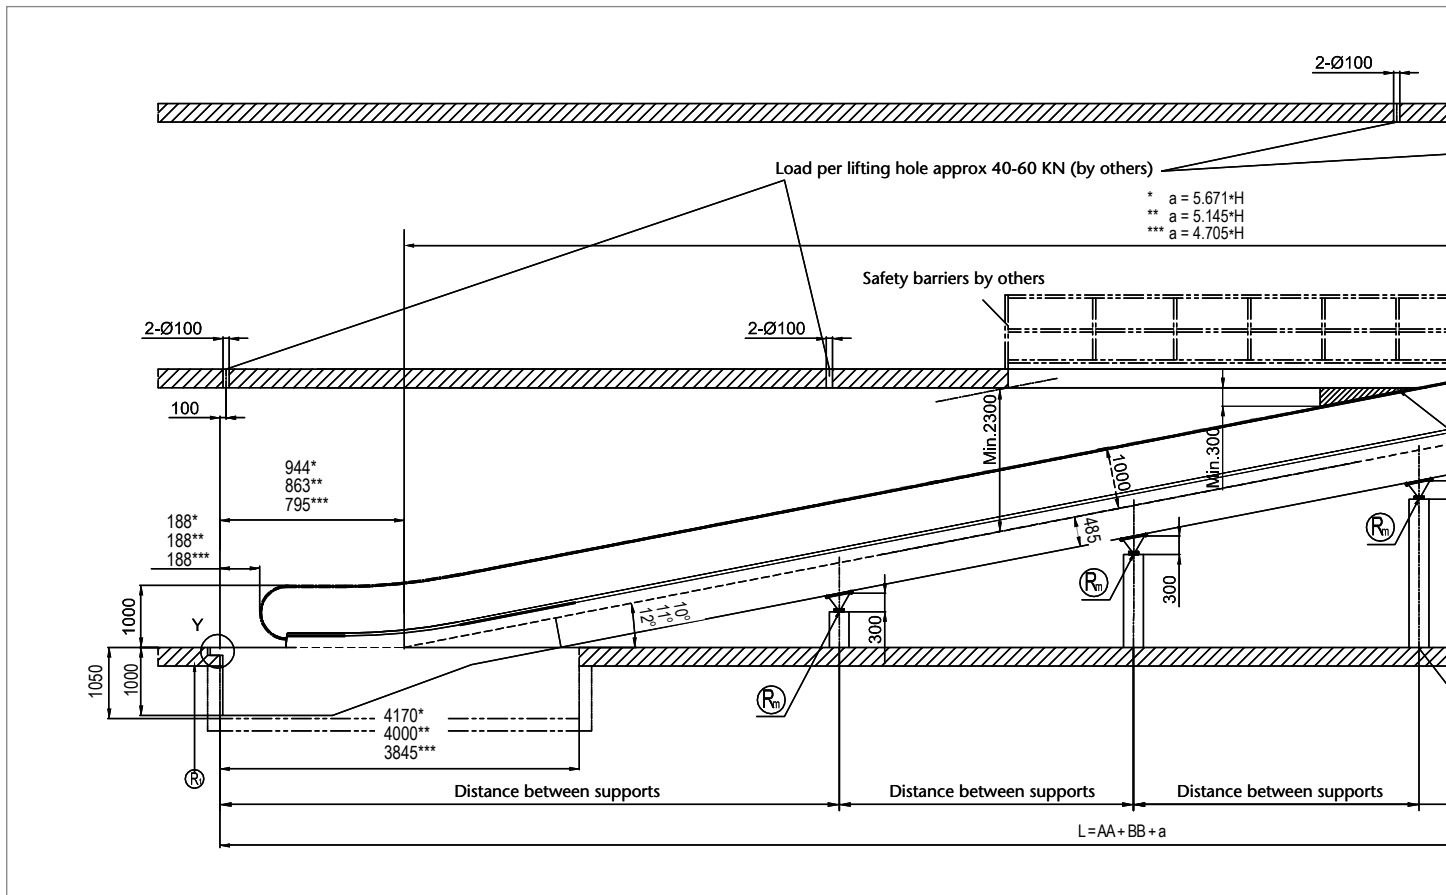 2-Ø100
Load per lifting hole approx 40-60 KN (by others)
* a = 5.671*H
** a = 5.145*H
*** a = 4.705*H
Safety barriers by others
2-Ø100
2-Ø100
100
Min.2300
Min.300
944*
863**
795***
1000
188*
188**
188***
485
Rm
Rm
300
1000
Y
10°
11°
12°
300
1050
1000
Rm
4170*
4000**
3845***
R
Distance between supports
Distance between supports
Distance between supports
L=AA+BB+a